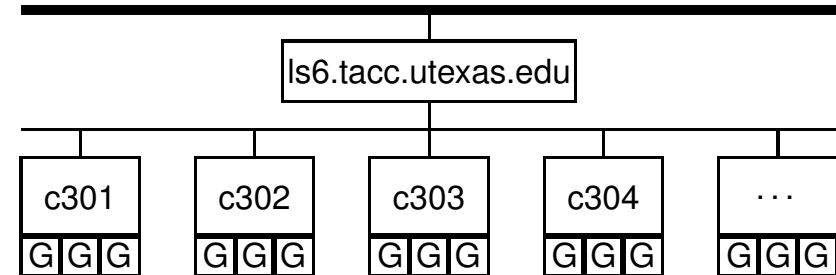 ls6.tacc.utexas.edu
c301 c302 c303 c304 ...
G G G G G G G G G G G G G G G